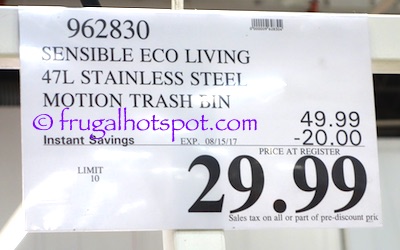 962830
SENSIBLE ECO LIVING
47L STAINLESS STEEL
MOTION TRASH BIN
© frugalhotspot.com
49.99
Instant Savings EXP. 08/15/17 -20.00
PRICE AT REGISTER
LIMIT
10
29.99
Sales tax on all or part of pre-discount